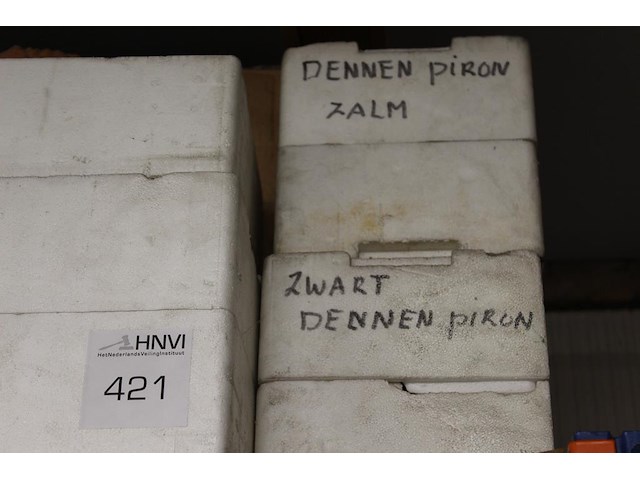 DENNEN PIRON
ZALM
ZWART
DENNEN PIRON
HNVI
HetNederlandsVeilingInstituut
421